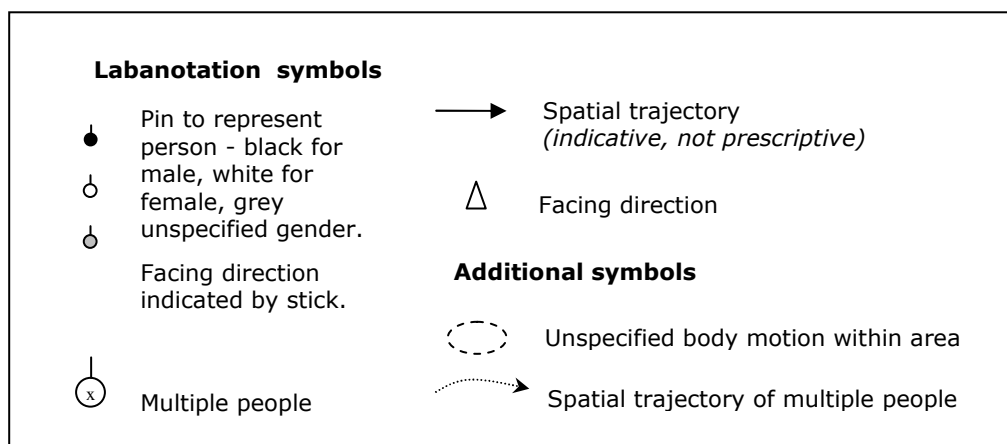 Labanotation symbols
Pin to represent
person - black for
male, white for
female, grey
unspecified gender.
Facing direction
indicated by stick.
x
Multiple people
Spatial trajectory
(indicative, not prescriptive)
Facing direction
Additional symbols
Unspecified body motion within area
Spatial trajectory of multiple people